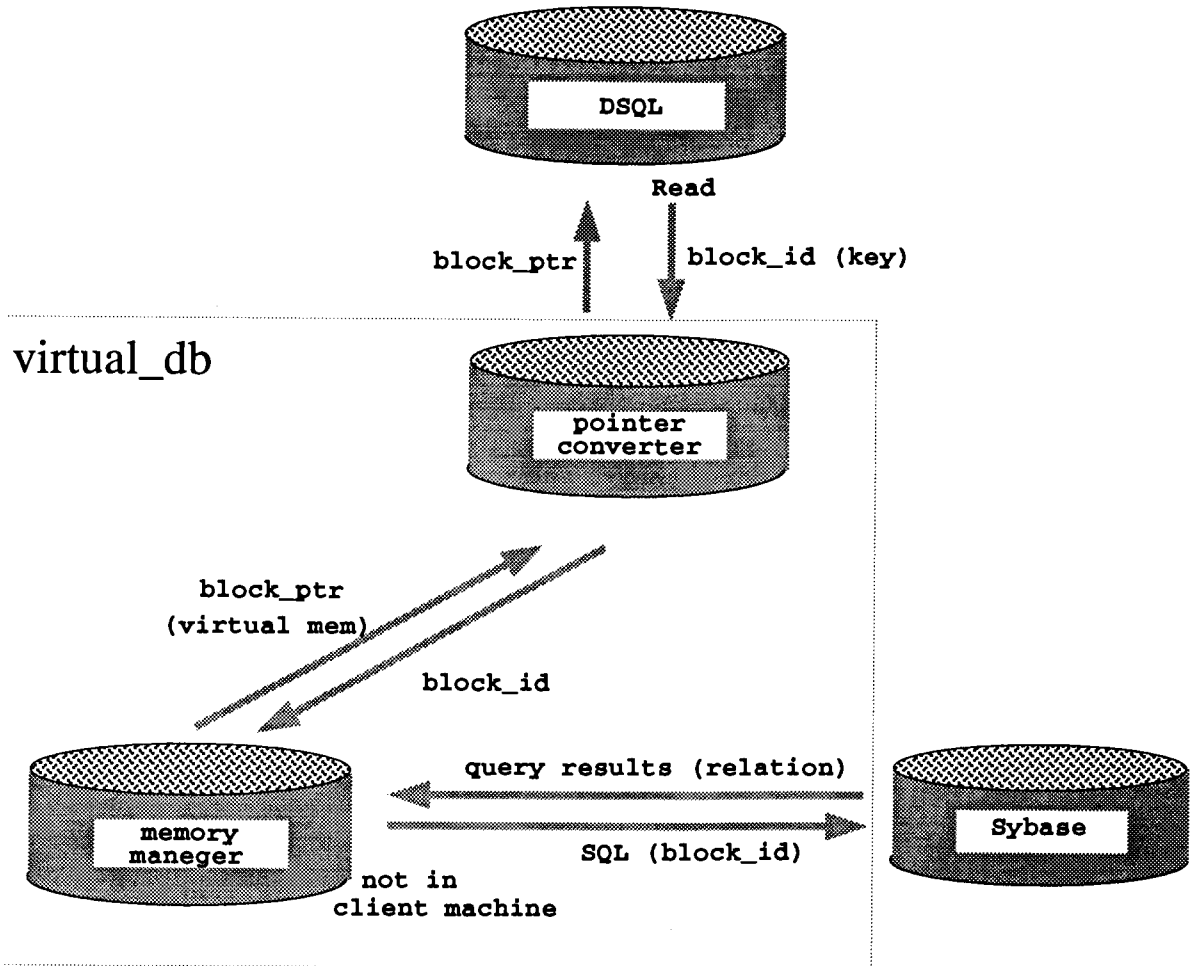 DSQL
Read
block_ptr
block_id (key)
virtual_db
pointer
converter
block_ptr
(virtual mem)
block_id
query results (relation)
memory
maneger
Sybase
SQL (block_id)
not in
client machine